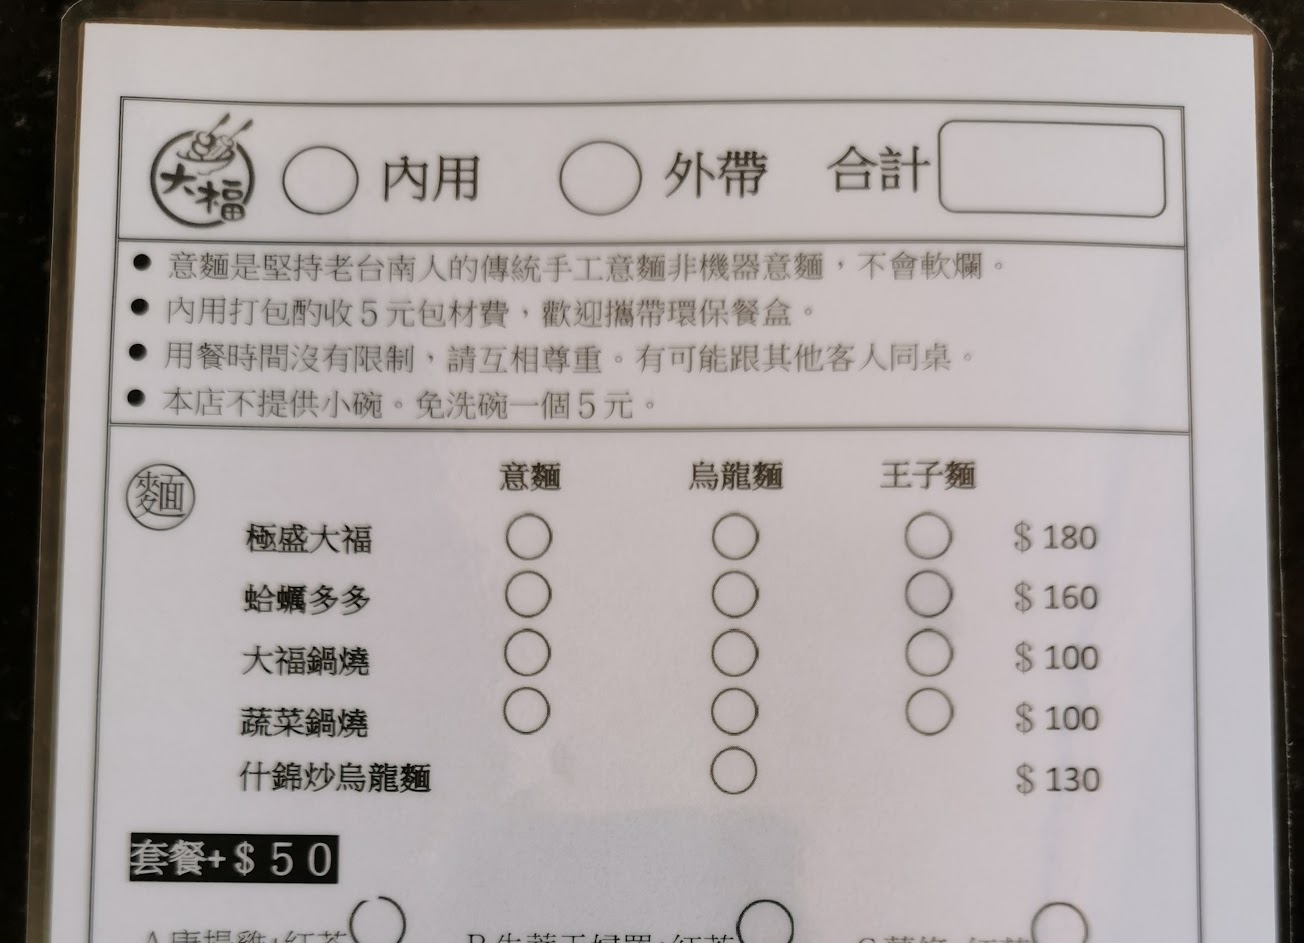 大福 內用 外帶 合計
意麵是堅持老台南人的傳統手工意麵非機器意麵，不會軟爛。
內用打包酌收5元包材費，歡迎攜帶環保餐盒。
用餐時間沒有限制，請互相尊重。有可能跟其他客人同桌。
本店不提供小碗。免洗碗一個5元。
麵 意麵 烏龍麵 王子麵
極盛大福 $180
蛤蠣多多 $160
大福鍋燒 $100
蔬菜鍋燒 $100
什錦炒烏龍麵 $130
套餐+$50